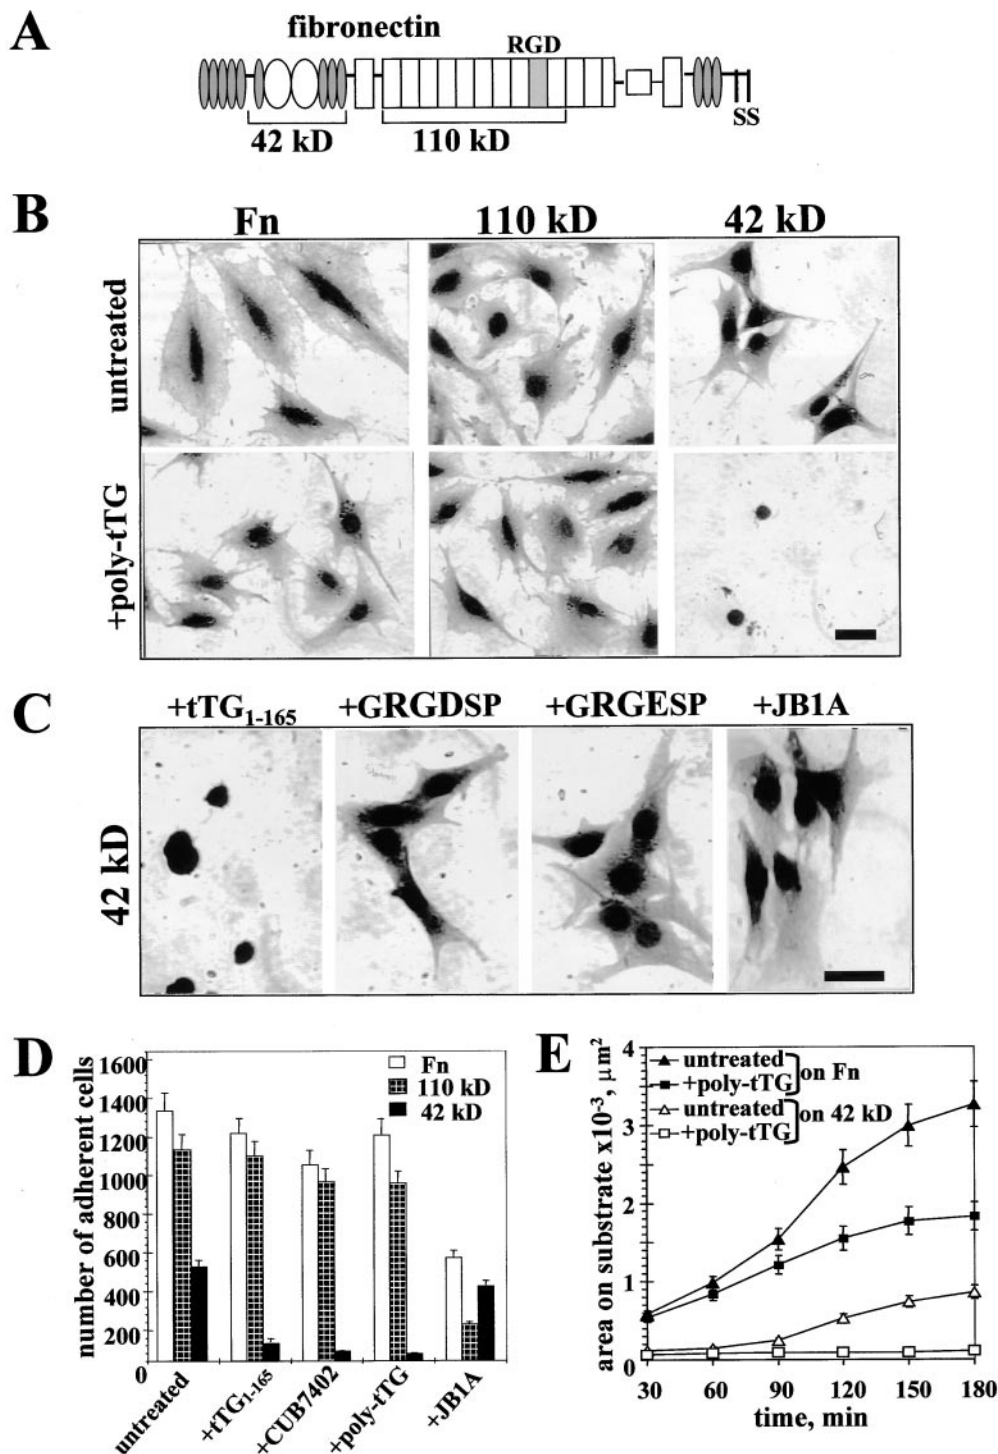 A
fibronectin
RGD
42 kD
110 kD
SS
B
Fn
110 kD
42 kD
untreated
+poly-tTG
C
+tTG1-165
+GRGDSP
+GRGESP
+JB1A
42 kD
D
number of adherent cells
1600
1400
1200
1000
800
600
400
200
0
Fn
110 kD
42 kD
untreated
+tTG1-165
+CUB7402
+poly-tTG
+JB1A
E
area on substrate x10-3, µm2
4
3
2
1
0
untreated
+poly-tTG
on Fn
untreated
+poly-tTG
on 42 kD
30 60 90 120 150 180
time, min